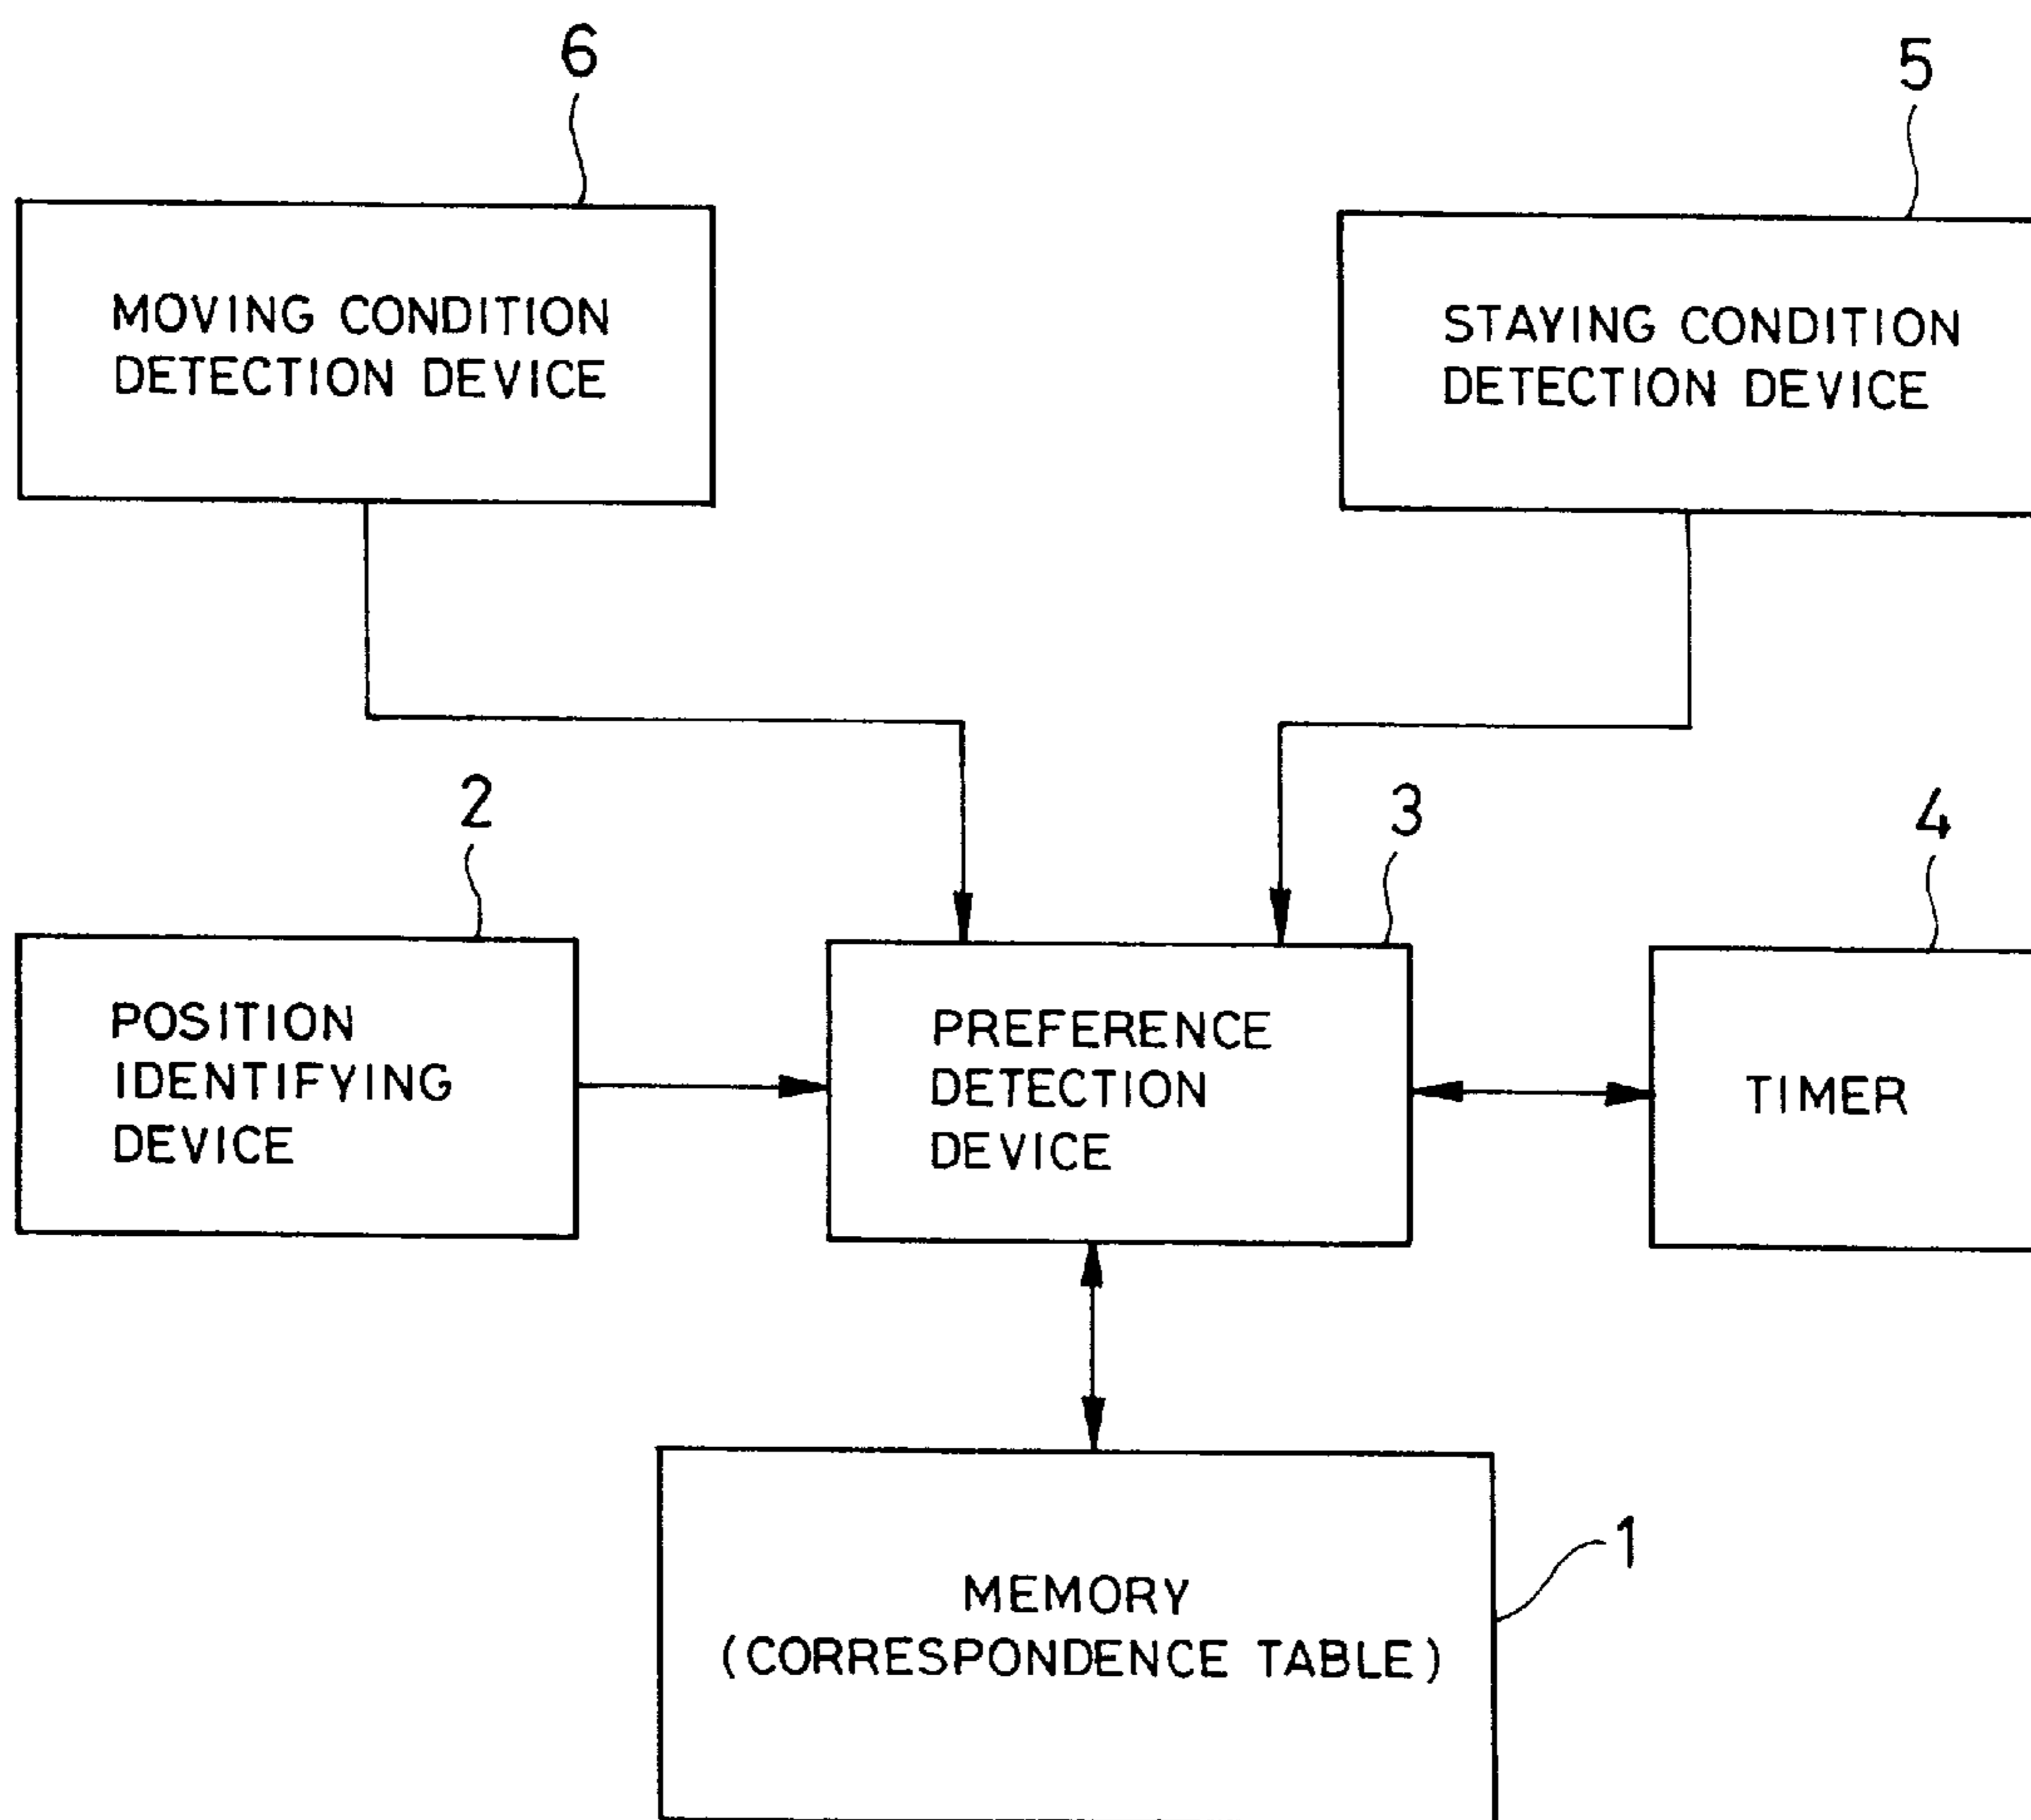 6
5
MOVING CONDITION
DETECTION DEVICE
STAYING CONDITION
DETECTION DEVICE
2
3
4
POSITION
IDENTIFYING
DEVICE
PREFERENCE
DETECTION
DEVICE
TIMER
1
MEMORY
(CORRESPONDENCE TABLE)